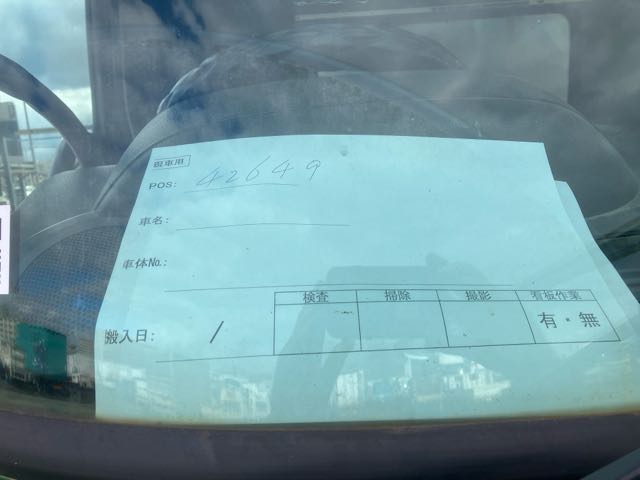 現車用
POS: 42649
車名:
車体No.:
検査 掃除 撮影 看板作業
搬入日: / 有・無